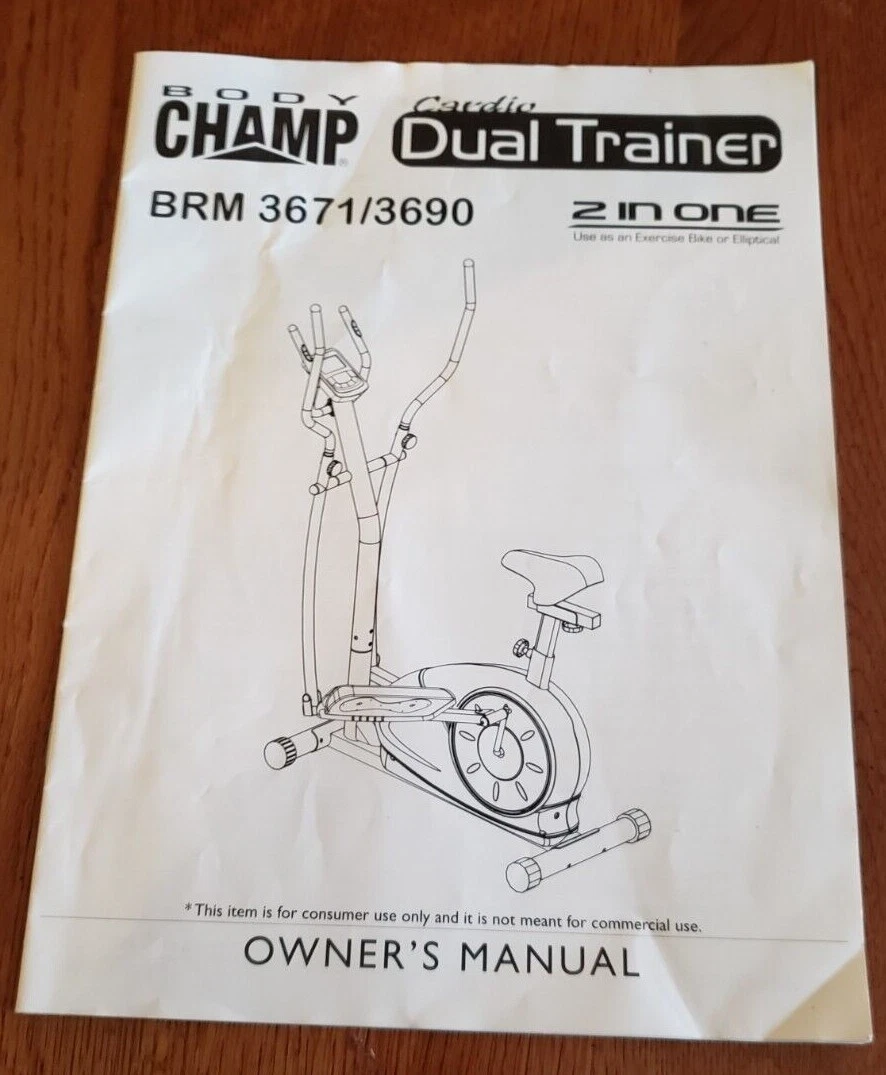 BODY
CHAMP®
Cardio
Dual Trainer
BRM 3671/3690
2 IN ONE
Use as an Exercise Bike or Elliptical
*This item is for consumer use only and it is not meant for commercial use.
OWNER'S MANUAL